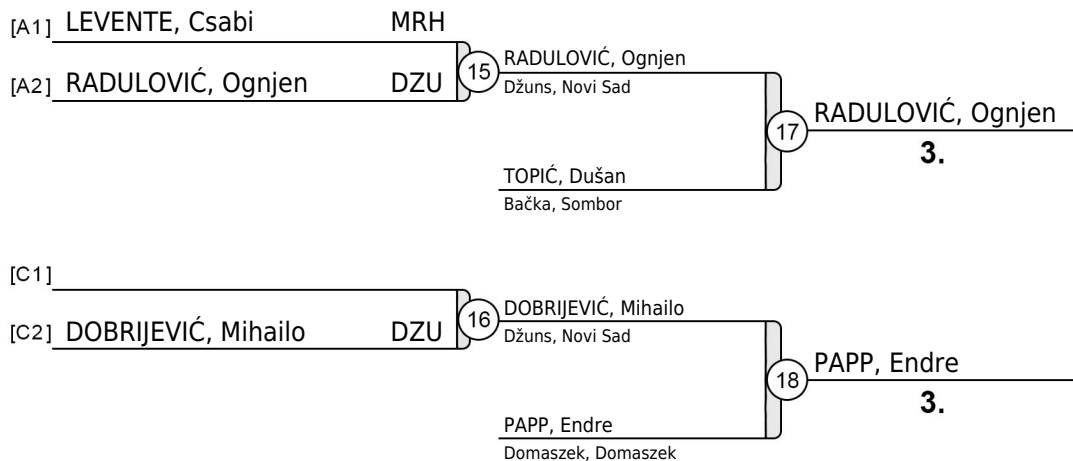 [A1] LEVENTE, Csabi MRH
[A2] RADULOVIĆ, Ognjen DZU
15
RADULOVIĆ, Ognjen
Džuns, Novi Sad
17
RADULOVIĆ, Ognjen
3.
TOPIĆ, Dušan
Bačka, Sombor
[C1]
[C2] DOBRIJEVIĆ, Mihailo DZU
16
DOBRIJEVIĆ, Mihailo
Džuns, Novi Sad
18
PAPP, Endre
3.
PAPP, Endre
Domaszek, Domaszek